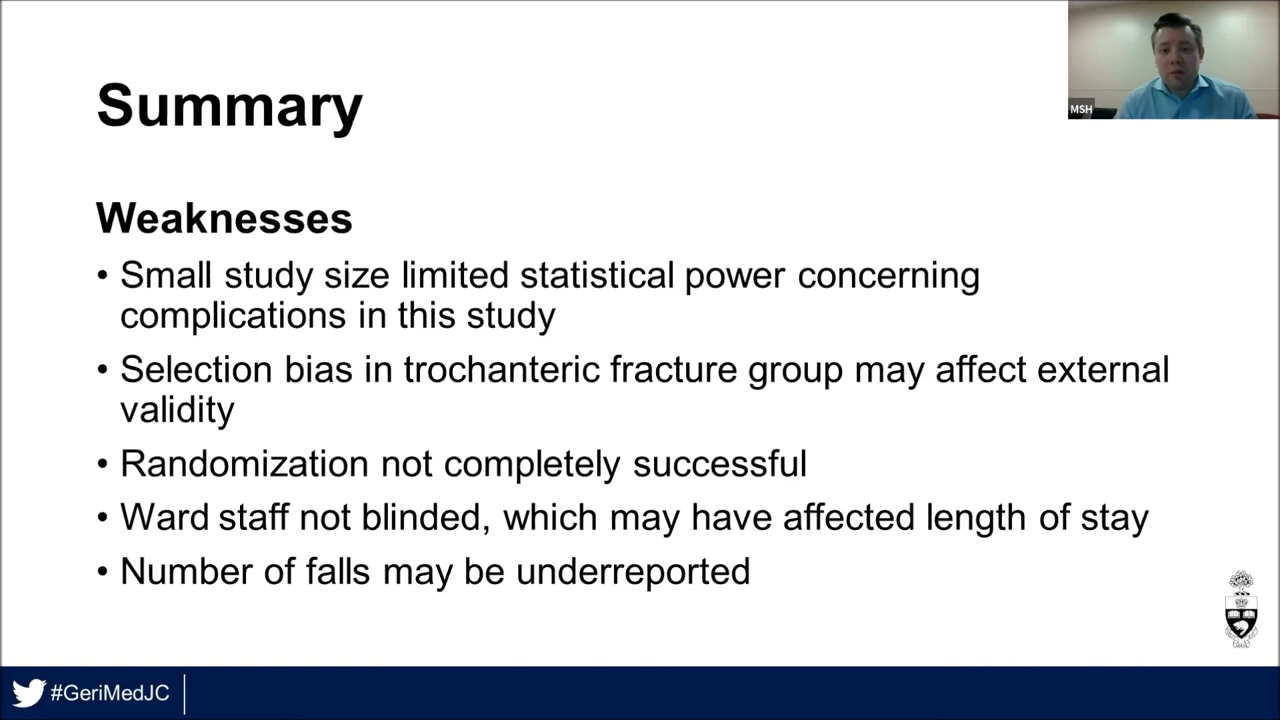 MSH
Summary
Weaknesses
• Small study size limited statistical power concerning
complications in this study
• Selection bias in trochanteric fracture group may affect external
validity
• Randomization not completely successful
• Ward staff not blinded, which may have affected length of stay
• Number of falls may be underreported
#GeriMedJC